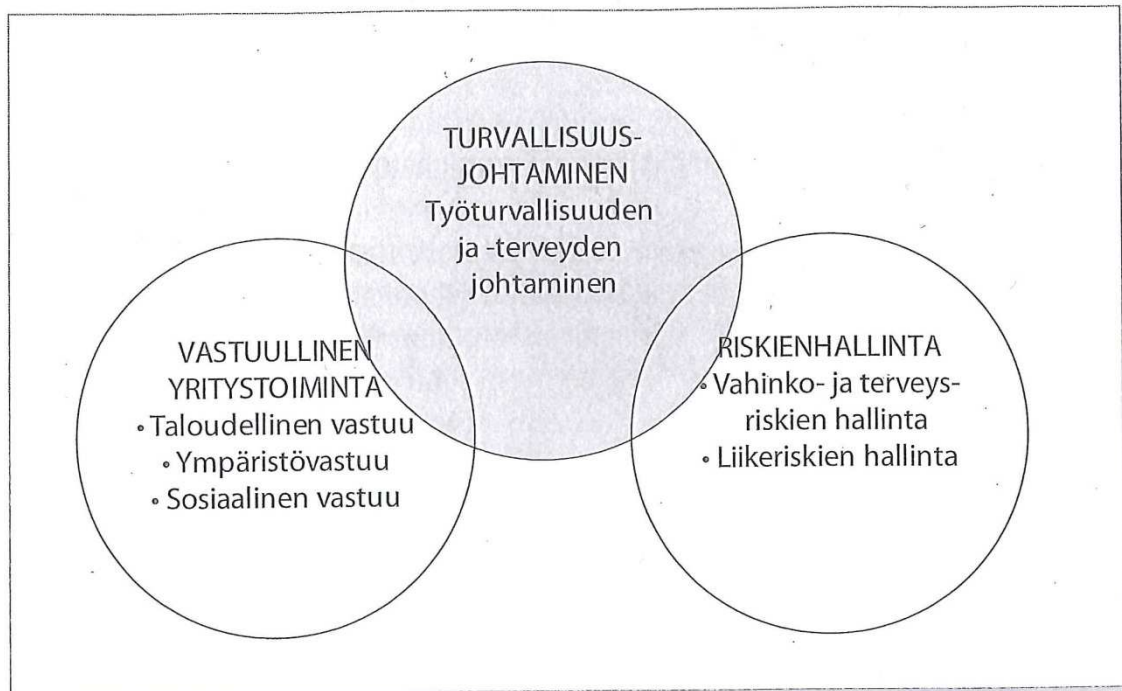 TURVALLISUUS-
JOHTAMINEN
Työturvallisuuden
ja -terveyden
johtaminen
VASTUULLINEN
YRITYSTOIMINTA
• Taloudellinen vastuu
• Ympäristövastuu
• Sosiaalinen vastuu
RISKIENHALLINTA
• Vahinko- ja terveys-
riskien hallinta
• Liikeriskien hallinta